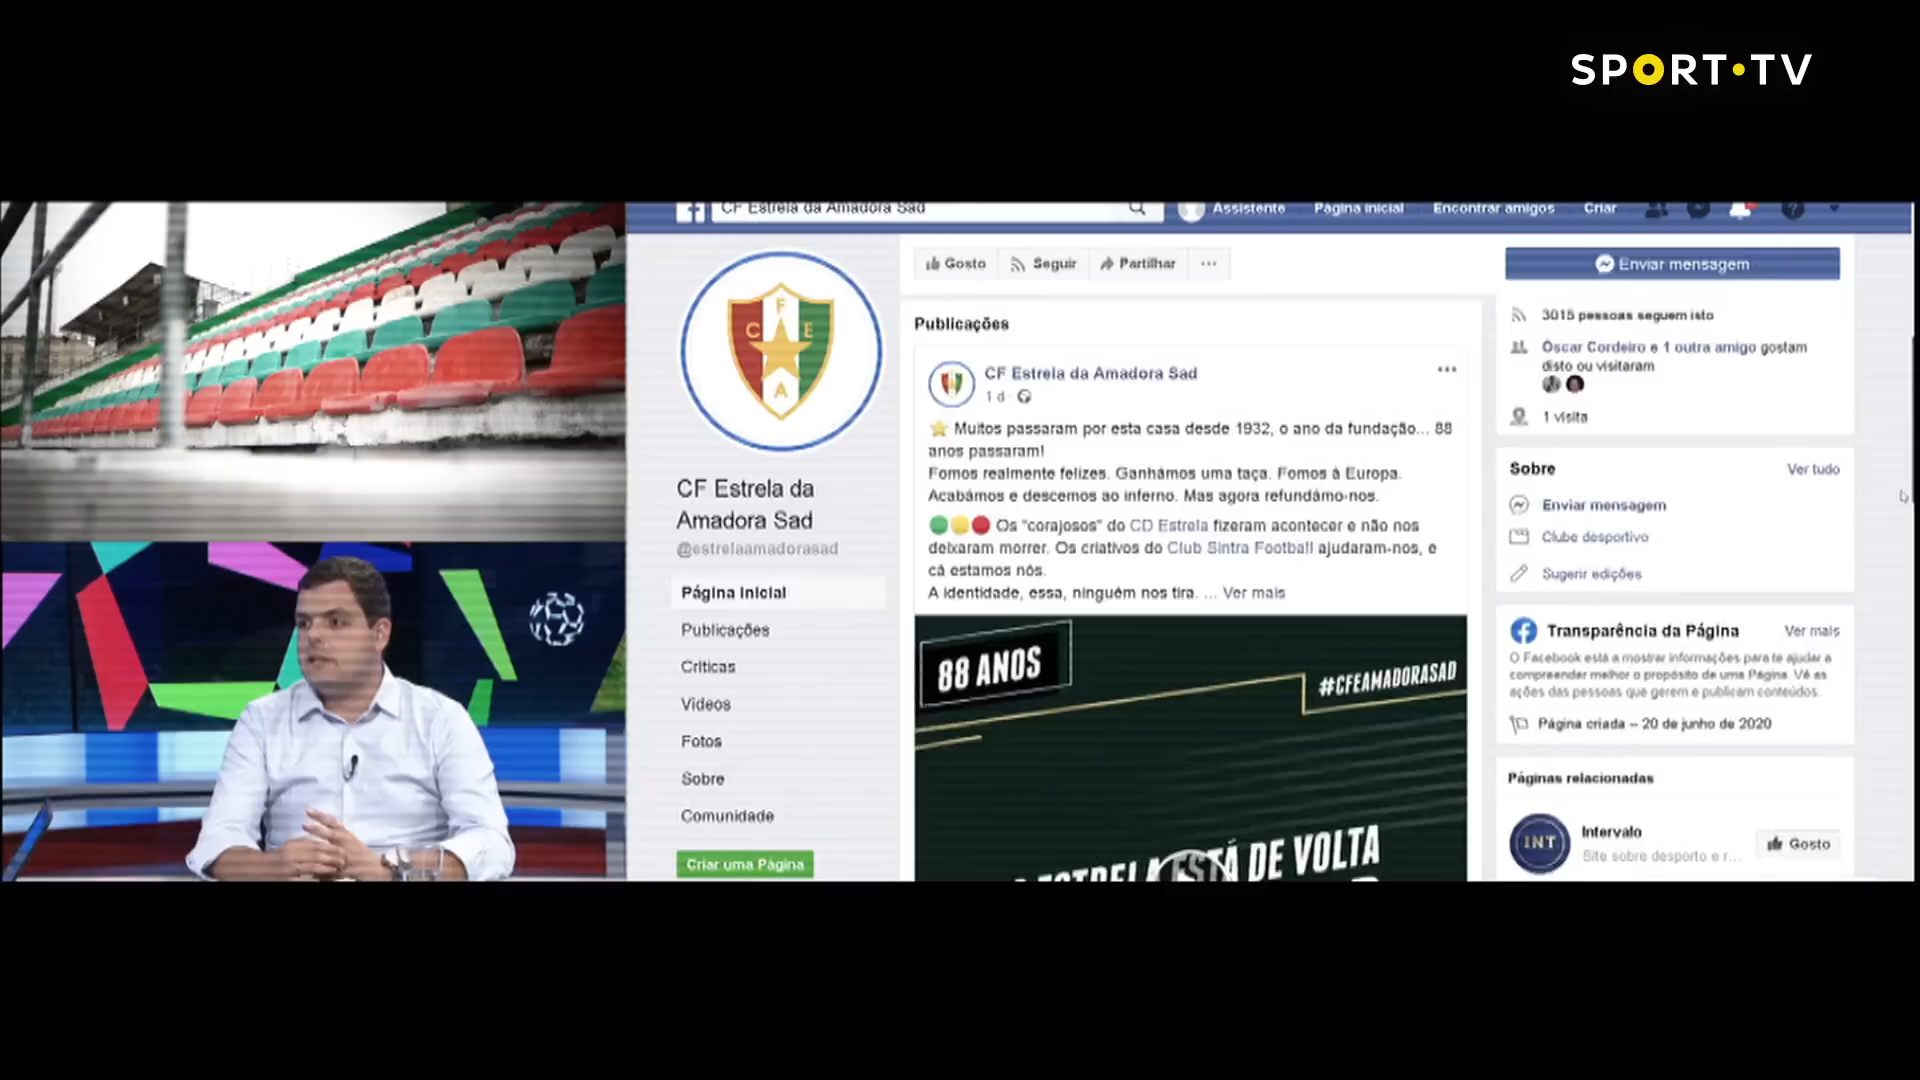 SPORT•TV
CF Estrela da Amadora Sad
Assistente
Página inicial
Encontrar amigos
Criar
C F E A
CF Estrela da
Amadora Sad
@estrelaamadorasad
Página Inicial
Publicações
Críticas
Vídeos
Fotos
Sobre
Comunidade
Criar uma Página
Gosto
Seguir
Partilhar
Publicações
CF Estrela da Amadora Sad
1 d
Muitos passaram por esta casa desde 1932, o ano da fundação... 88
anos passaram!
Fomos realmente felizes. Ganhámos uma taça. Fomos à Europa.
Acabámos e descemos ao inferno. Mas agora refundámo-nos.
Os "corajosos" do CD Estrela fizeram acontecer e não nos
deixaram morrer. Os criativos do Club Sintra Football ajudaram-nos, e
cá estamos nós.
A identidade, essa, ninguém nos tira. ... Ver mais
88 ANOS
#CFEAMADORASAD
A ESTRELA ESTÁ DE VOLTA
Enviar mensagem
3015 pessoas seguem isto
Óscar Cordeiro e 1 outra amigo gostam
disto ou visitaram
1 visita
Sobre
Ver tudo
Enviar mensagem
Clube desportivo
Sugerir edições
Transparência da Página
Ver mais
O Facebook está a mostrar informações para te ajudar a
compreender melhor o propósito de uma Página. Vê as
ações das pessoas que gerem e publicam conteúdos.
Página criada – 20 de junho de 2020
Páginas relacionadas
INT
Intervalo
Site sobre desporto e r...
Gosto